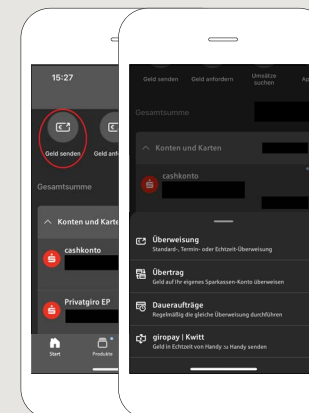 15:27
Geld senden
Geld anf
Gesamtsumme
Konten und Karte
cashkonto
Privatgiro EP
Start
Produkte
Geld senden
Geld anfordern
Umsätze
suchen
Ap
Gesamtsumme
Konten und Karten
cashkonto
Überweisung
Standard-, Termin- oder Echtzeit-Überweisung
Übertrag
Geld auf Ihr eigenes Sparkassen-Konto überweisen
Daueraufträge
Regelmäßig die gleiche Überweisung durchführen
giropay | Kwitt
Geld in Echtzeit von Handy zu Handy senden